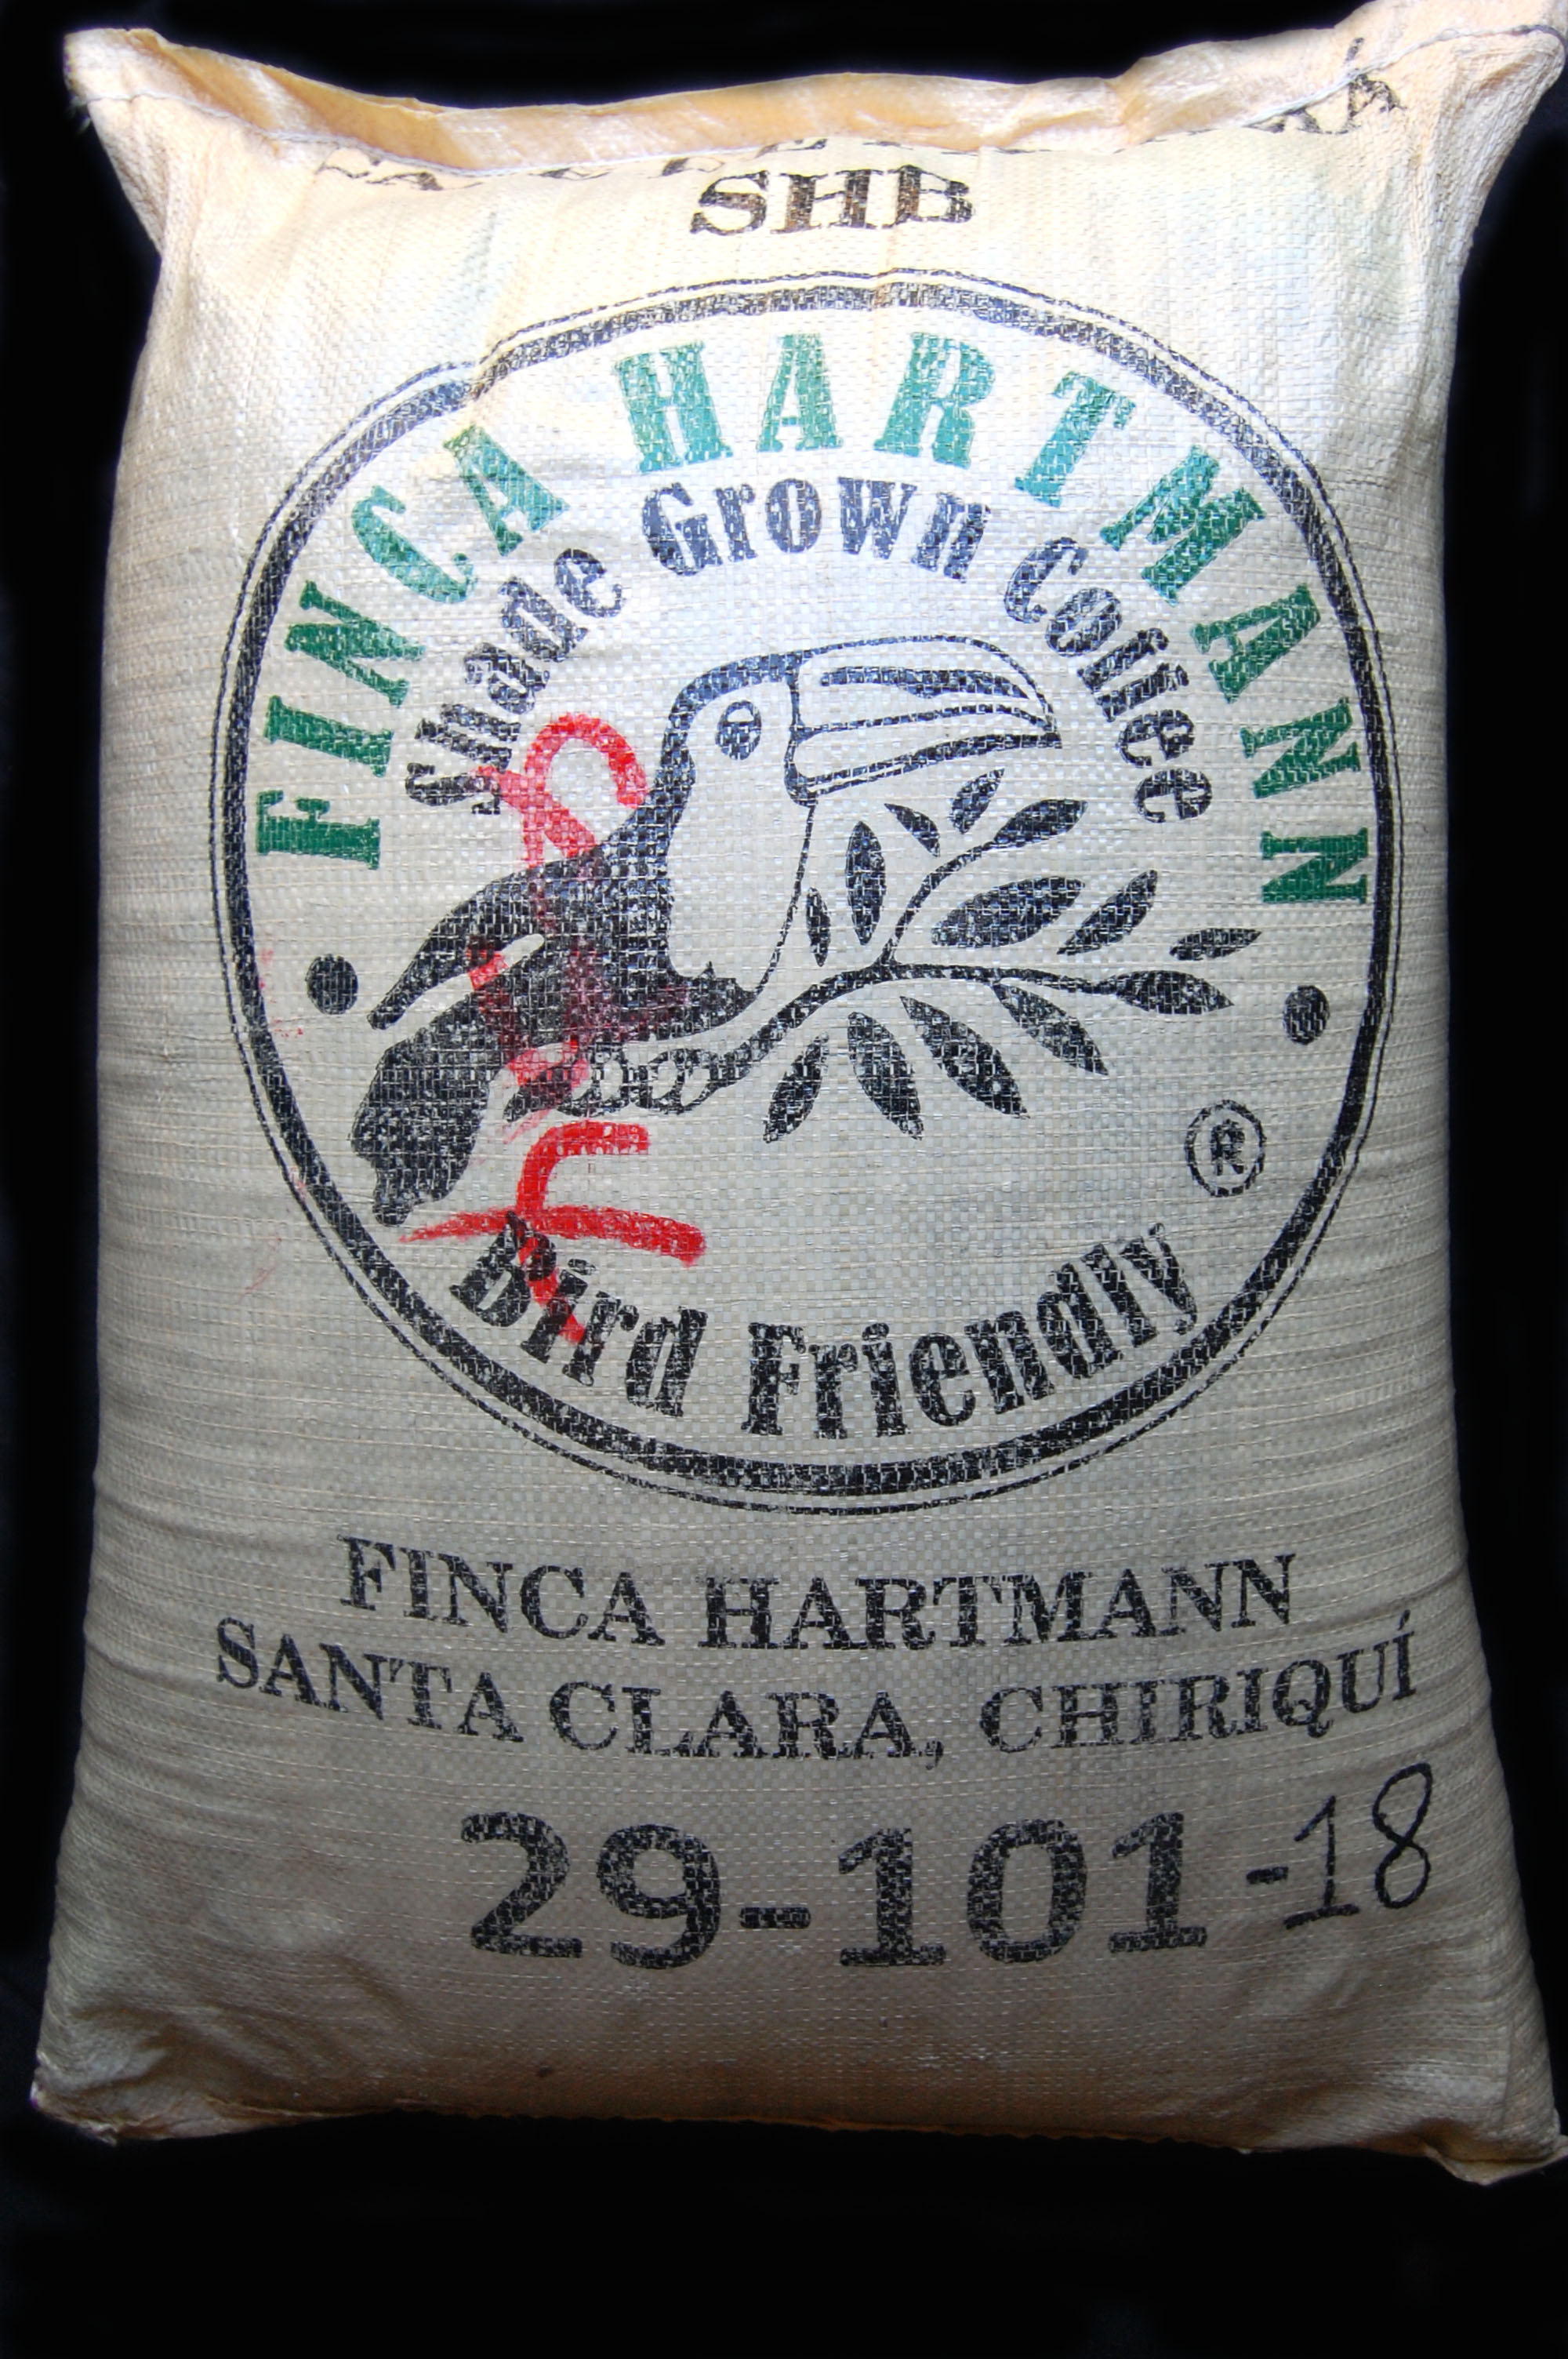 SHB
FINCA HARTMANN
Shade Grown Coffee
®
Bird Friendly
FINCA HARTMANN
SANTA CLARA, CHIRIQUÍ
29-101-18